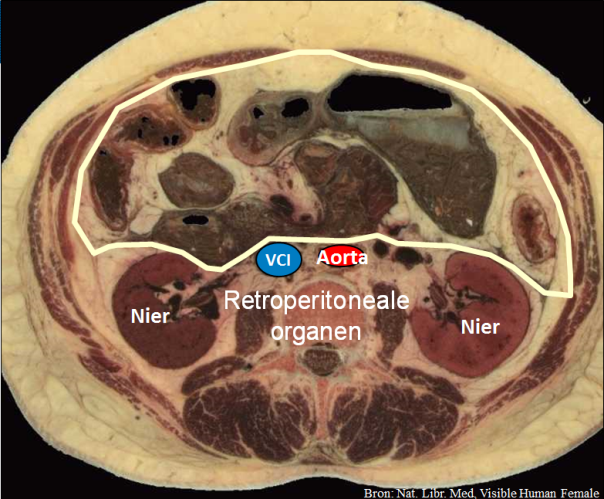 VCI
Aorta
Nier
Retroperitoneale
organen
Nier
Bron: Nat. Libr. Med, Visible Human Female